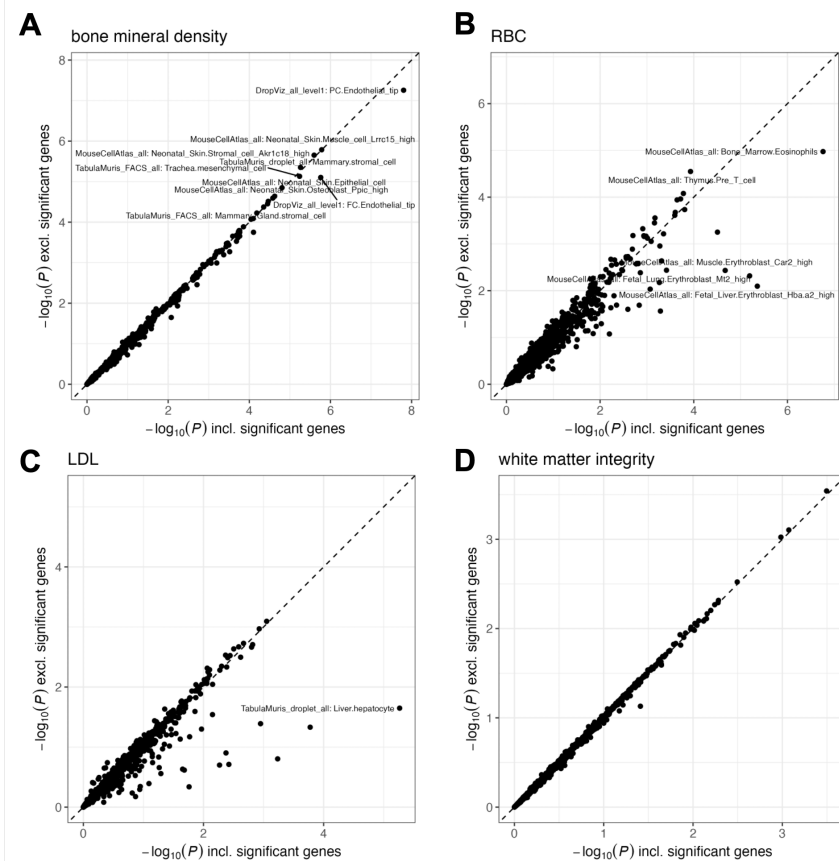 A
bone mineral density
8
6
4
2
0
DropViz_all_level1: PC.Endothelial_tip
MouseCellAtlas_all: Neonatal_Skin.Muscle_cell_Lrrc15_high
MouseCellAtlas_all: Neonatal_Skin.Stromal_cell_Akr1c18_high
TabulaMuris_droplet_all: Mammary.stromal_cell
TabulaMuris_FACS_all: Trachea.mesenchymal_cell
MouseCellAtlas_all: Neonatal_Skin.Epithelial_cell
MouseCellAtlas_all: Neonatal_Skin.Osteoblast_Ppic_high
DropViz_all_level1: FC.Endothelial_tip
TabulaMuris_FACS_all: Mammary_Gland.stromal_cell
0 2 4 6 8
−log10(P) incl. significant genes
−log10(P) excl. significant genes
B
RBC
6
4
2
0
MouseCellAtlas_all: Bone_Marrow.Eosinophils
MouseCellAtlas_all: Thymus.Pre_T_cell
MouseCellAtlas_all: Muscle.Erythroblast_Car2_high
MouseCellAtlas_all: Fetal_Lung.Erythroblast_Mt2_high
MouseCellAtlas_all: Fetal_Liver.Erythroblast_Hba.a2_high
0 2 4 6
−log10(P) incl. significant genes
−log10(P) excl. significant genes
C
LDL
4
2
0
TabulaMuris_droplet_all: Liver.hepatocyte
0 2 4
−log10(P) incl. significant genes
−log10(P) excl. significant genes
D
white matter integrity
3
2
1
0
0 1 2 3
−log10(P) incl. significant genes
−log10(P) excl. significant genes